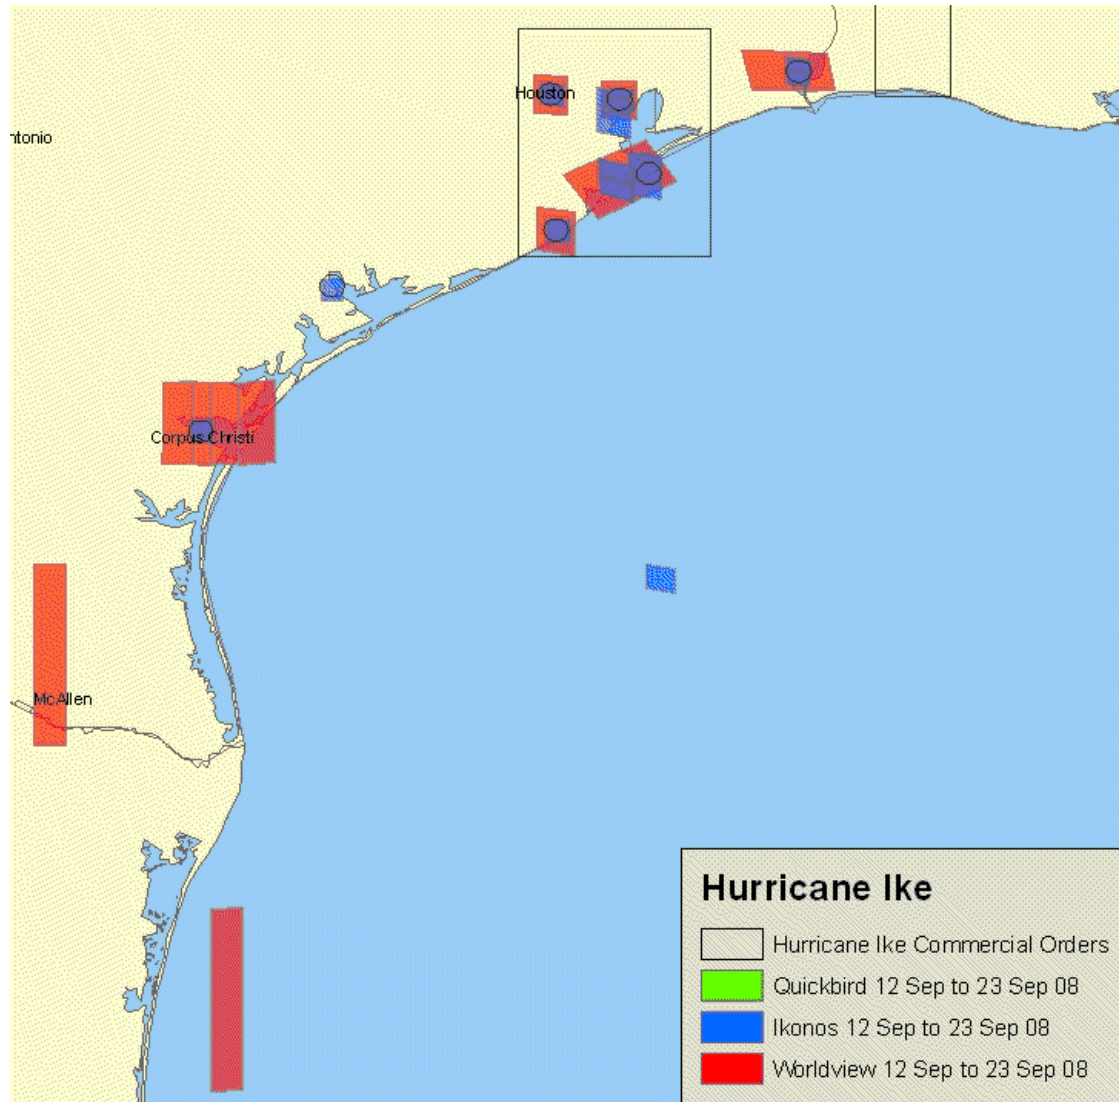 Houston
ntonio
Corpus Christi
McAllen
Hurricane Ike
Hurricane Ike Commercial Orders
Quickbird 12 Sep to 23 Sep 08
Ikonos 12 Sep to 23 Sep 08
Worldview 12 Sep to 23 Sep 08